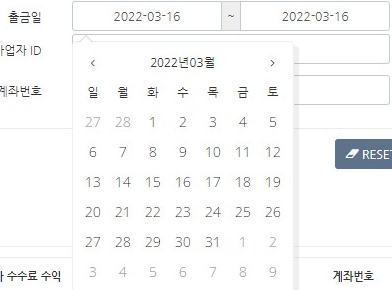 출금일 2022-03-16 ~ 2022-03-16
사업자 ID
계좌번호
‹ 2022년03월 ›
일 월 화 수 목 금 토
27 28 1 2 3 4 5
6 7 8 9 10 11 12
13 14 15 16 17 18 19
20 21 22 23 24 25 26
27 28 29 30 31 1 2
3 4 5 6 7 8 9
RESE
수수료 수익 계좌번호